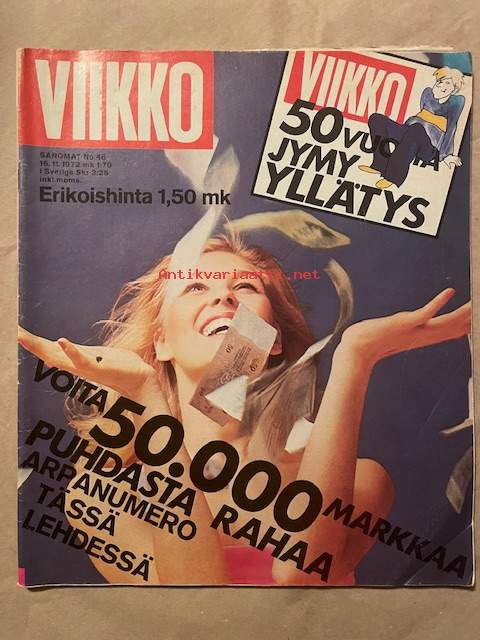 VIIKKO
SANOMAT No 46
16.11.1972 mk 1:70
i Sverige Skr 3:25
inkl.moms.
Erikoishinta 1,50 mk
VIIKKO
50 VUOTTA
JYMY
YLLÄTYS
Antikvariaatit.net
VOITA 50.000 MARKKAA
PUHDASTA RAHAA
ARPANUMERO
TÄSSÄ
LEHDESSÄ